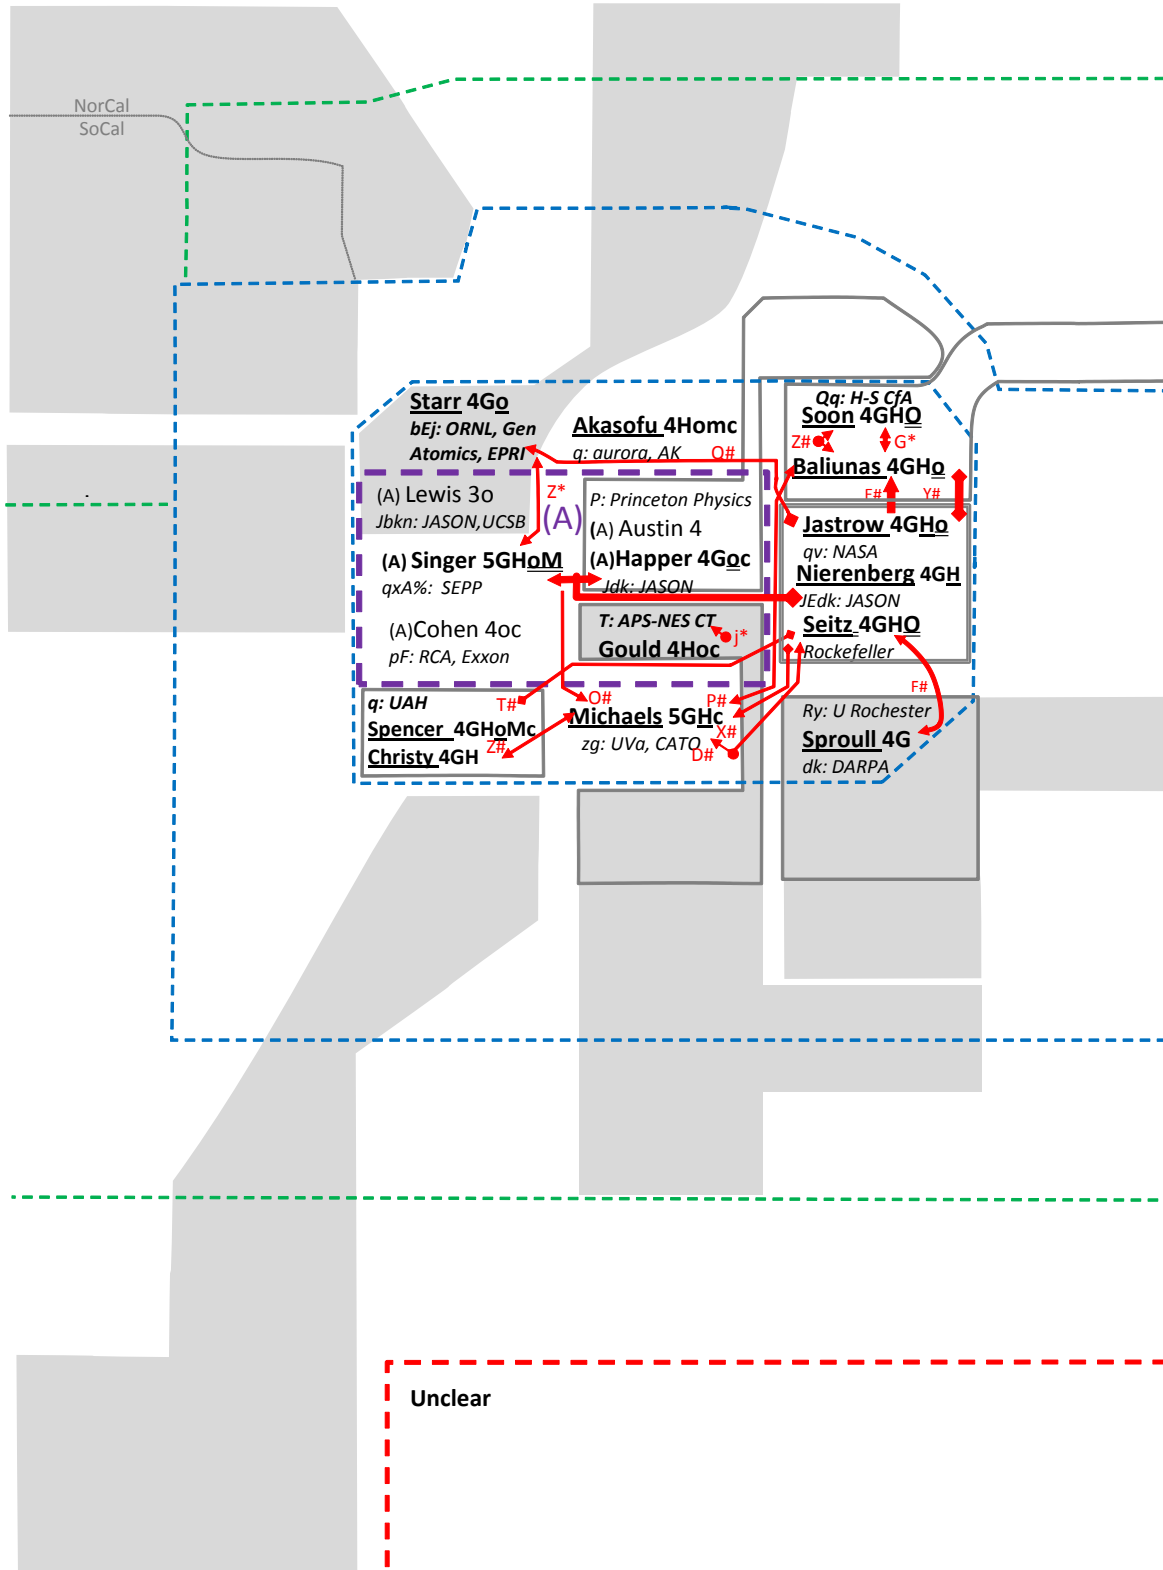 NorCal
SoCal
Starr 4Go
bEj: ORNL, Gen
Atomics, EPRI
Akasofu 4Homc
q: aurora, AK
Q#
Qq: H-S CfA
Soon 4GHO
Z#
G*
Baliunas 4GHo
F#
Y#
(A) Lewis 3o
Jbkn: JASON,UCSB
Z*
(A)
P: Princeton Physics
(A) Austin 4
(A)Happer 4Goc
Jdk: JASON
Jastrow 4GHo
qv: NASA
Nierenberg 4GH
JEdk: JASON
Seitz 4GHO
Rockefeller
(A) Singer 5GHoM
qxA%: SEPP
(A)Cohen 4oc
pF: RCA, Exxon
T: APS-NES CT
j*
Gould 4Hoc
F#
q: UAH
T#
Spencer 4GHoMc
Z#
Christy 4GH
O#
P#
Michaels 5GHc
X#
zg: UVa, CATO
D#
Ry: U Rochester
Sproull 4G
dk: DARPA
Unclear